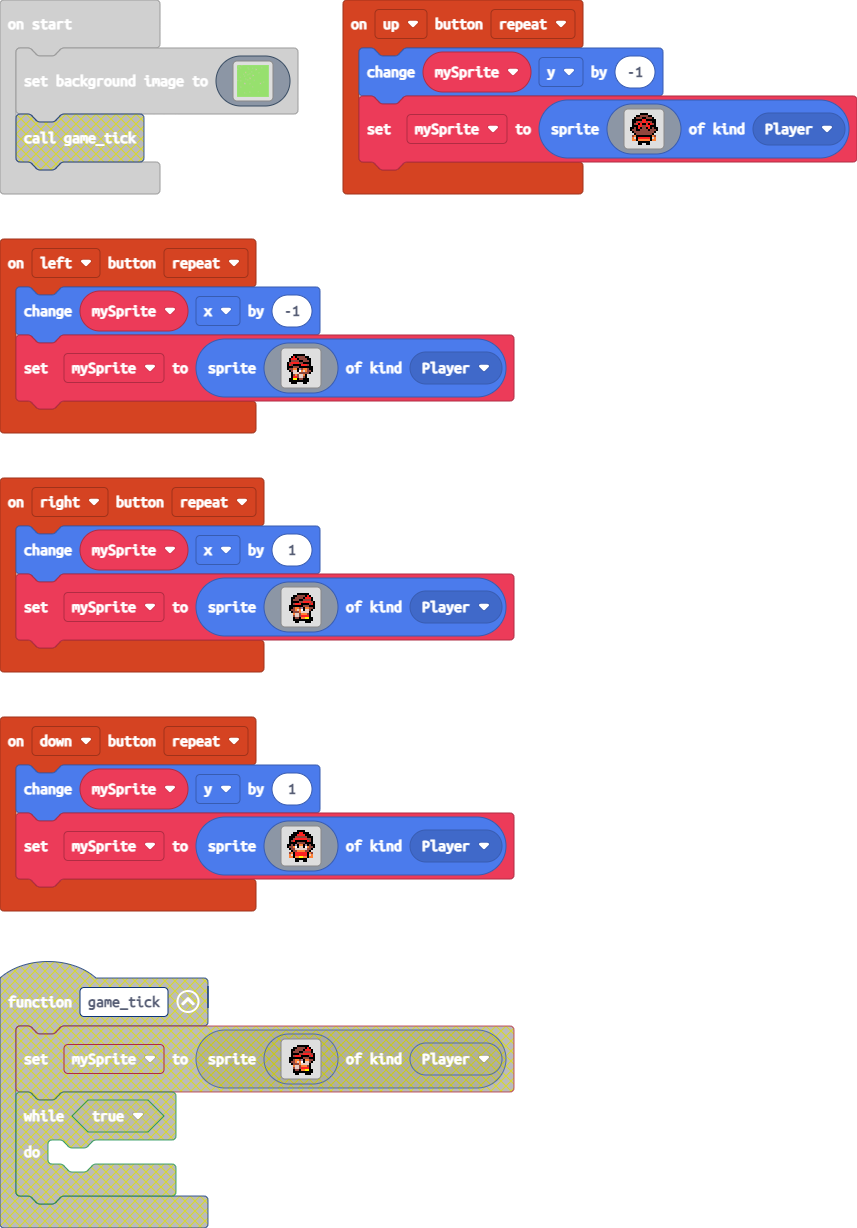 on start
set background image to
call game_tick
on up button repeat
change mySprite y by -1
set mySprite to sprite of kind Player
on left button repeat
change mySprite x by -1
set mySprite to sprite of kind Player
on right button repeat
change mySprite x by 1
set mySprite to sprite of kind Player
on down button repeat
change mySprite y by 1
set mySprite to sprite of kind Player
function game_tick
set mySprite to sprite of kind Player
while true
do